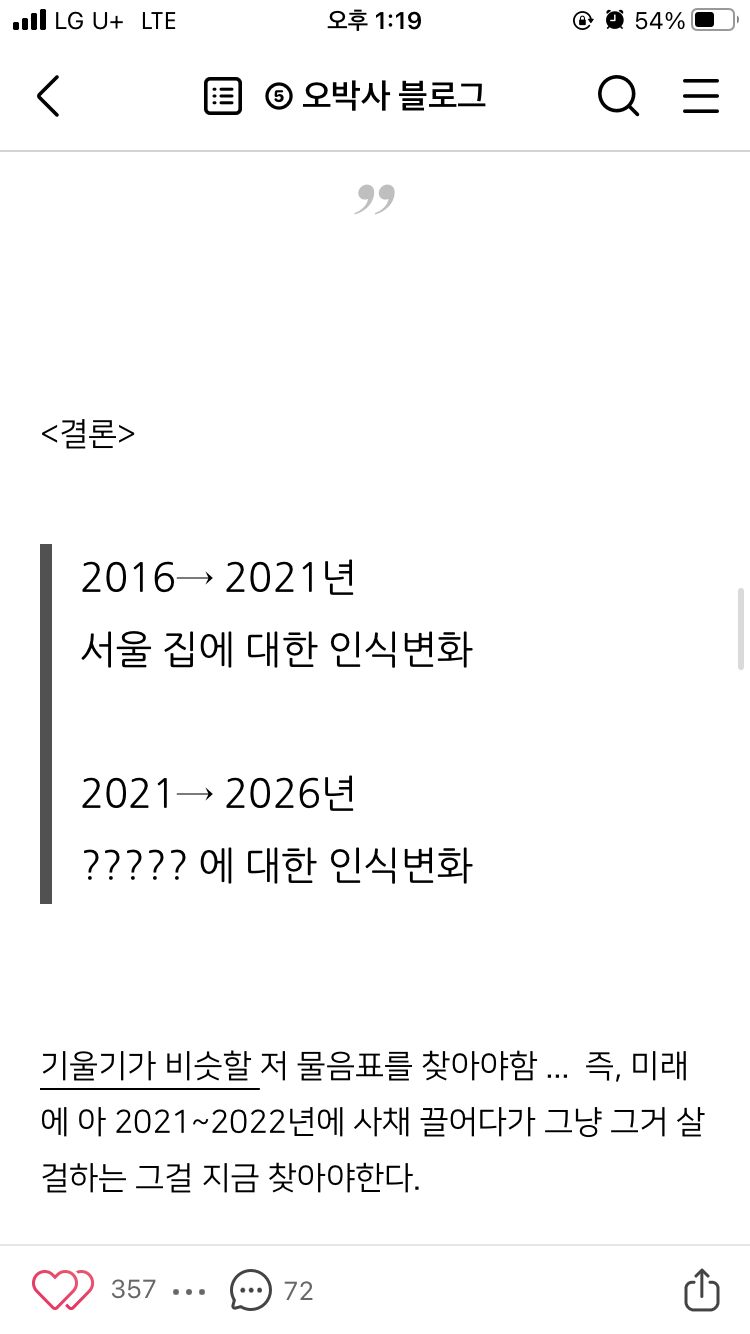 LG U+ LTE 오후 1:19 54%
⑤ 오박사 블로그
”
<결론>
2016→ 2021년
서울 집에 대한 인식변화
2021→ 2026년
????? 에 대한 인식변화
기울기가 비슷할 저 물음표를 찾아야함 ... 즉, 미래
에 아 2021~2022년에 사채 끌어다가 그냥 그거 살
걸하는 그걸 지금 찾아야한다.
357 ... 72